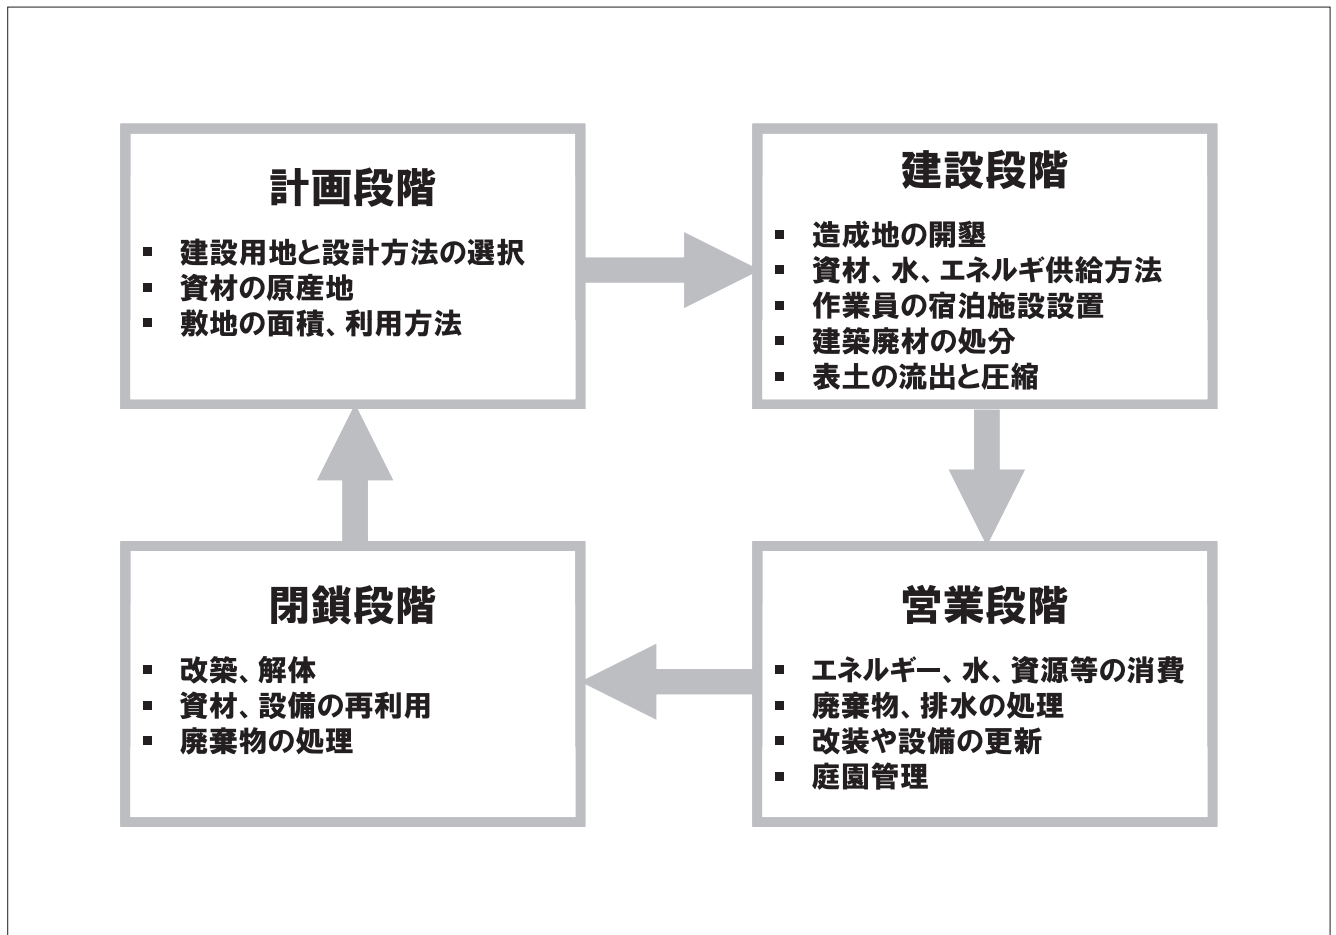 計画段階
▪ 建設用地と設計方法の選択
▪ 資材の原産地
▪ 敷地の面積、利用方法
建設段階
▪ 造成地の開墾
▪ 資材、水、エネルギ供給方法
▪ 作業員の宿泊施設設置
▪ 建築廃材の処分
▪ 表土の流出と圧縮
閉鎖段階
▪ 改築、解体
▪ 資材、設備の再利用
▪ 廃棄物の処理
営業段階
▪ エネルギー、水、資源等の消費
▪ 廃棄物、排水の処理
▪ 改装や設備の更新
▪ 庭園管理